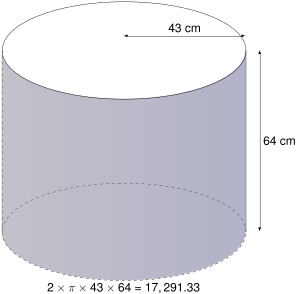 43 cm
64 cm
2 × π × 43 × 64 = 17, 291.33